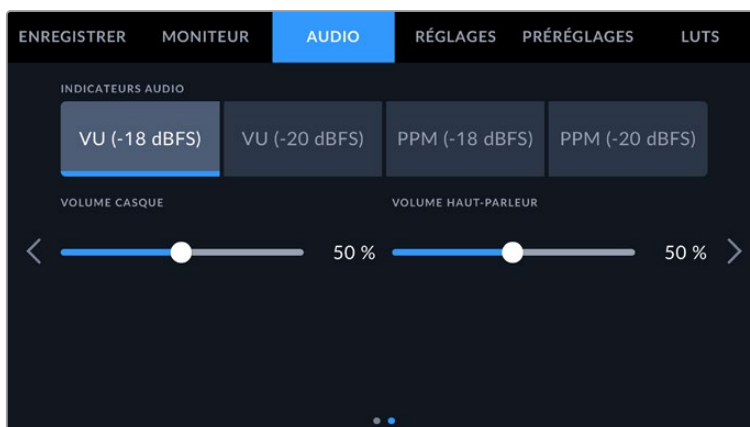 ENREGISTRER MONITEUR AUDIO RÉGLAGES PRÉRÉGLAGES LUTS
INDICATEURS AUDIO
VU (-18 dBFS) VU (-20 dBFS) PPM (-18 dBFS) PPM (-20 dBFS)
VOLUME CASQUE VOLUME HAUT-PARLEUR
50 % 50 %